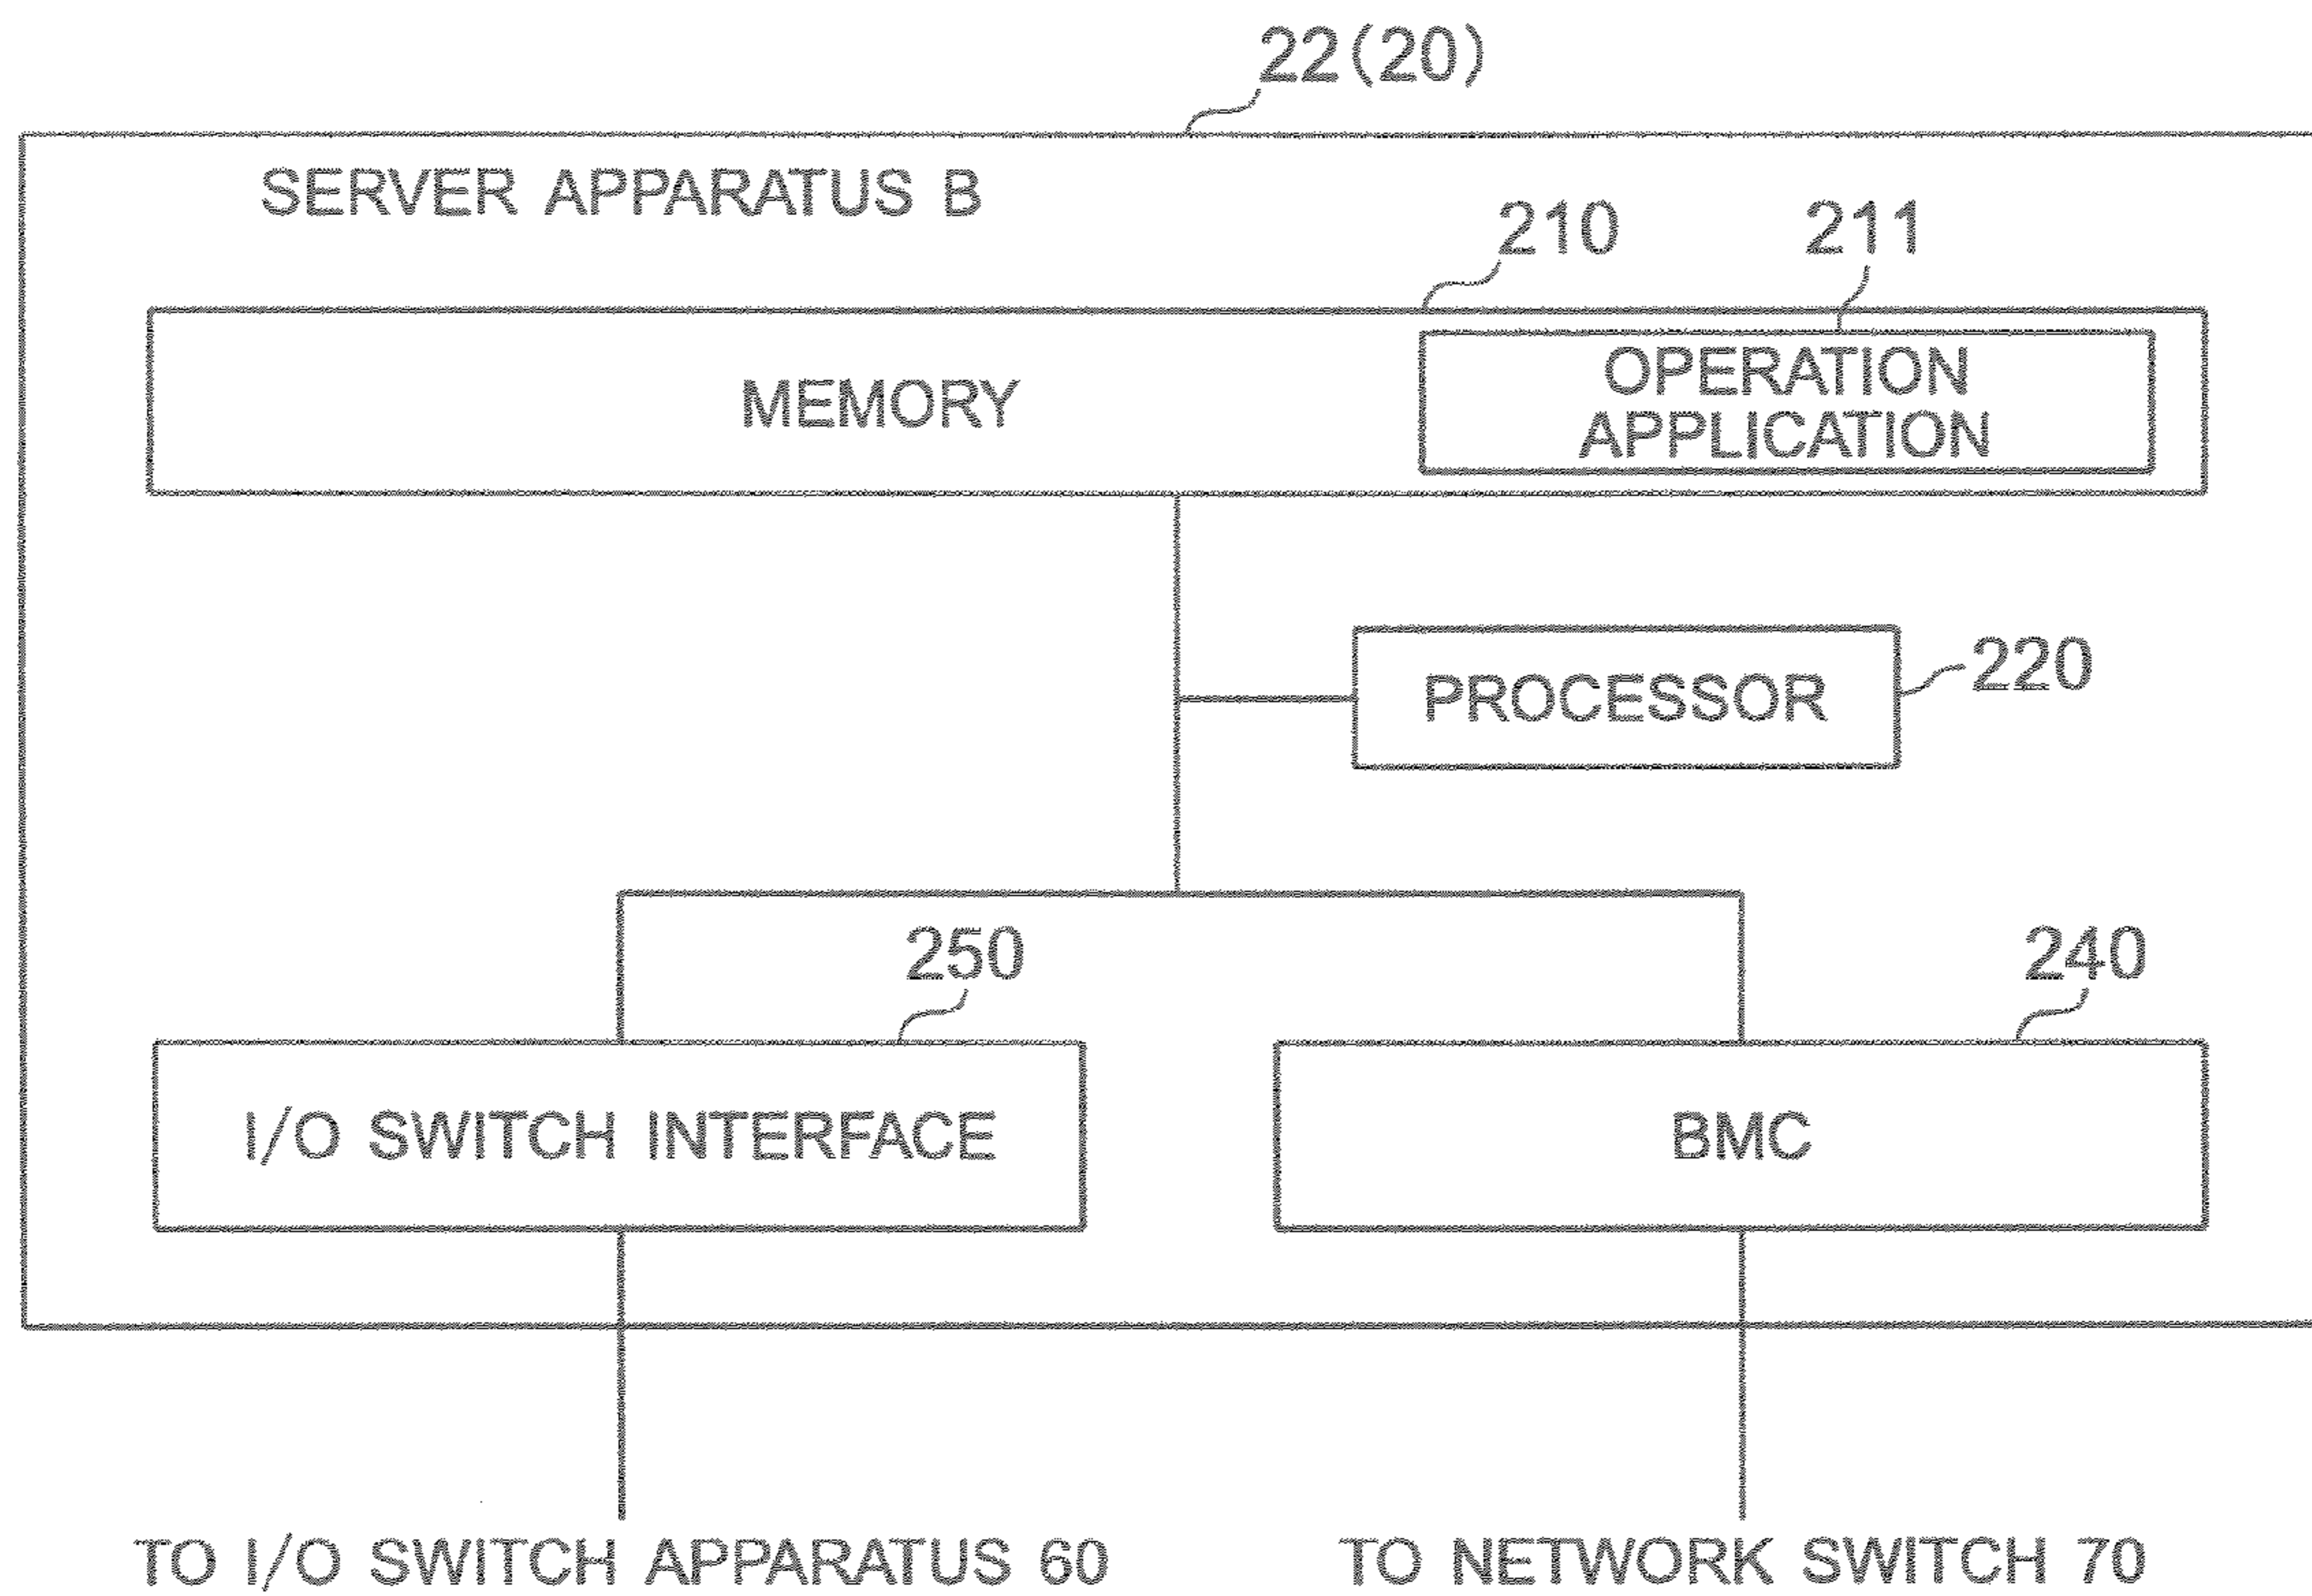 22(20)
SERVER APPARATUS B
210
211
MEMORY
OPERATION
APPLICATION
PROCESSOR
220
250
240
I/O SWITCH INTERFACE
BMC
TO I/O SWITCH APPARATUS 60
TO NETWORK SWITCH 70